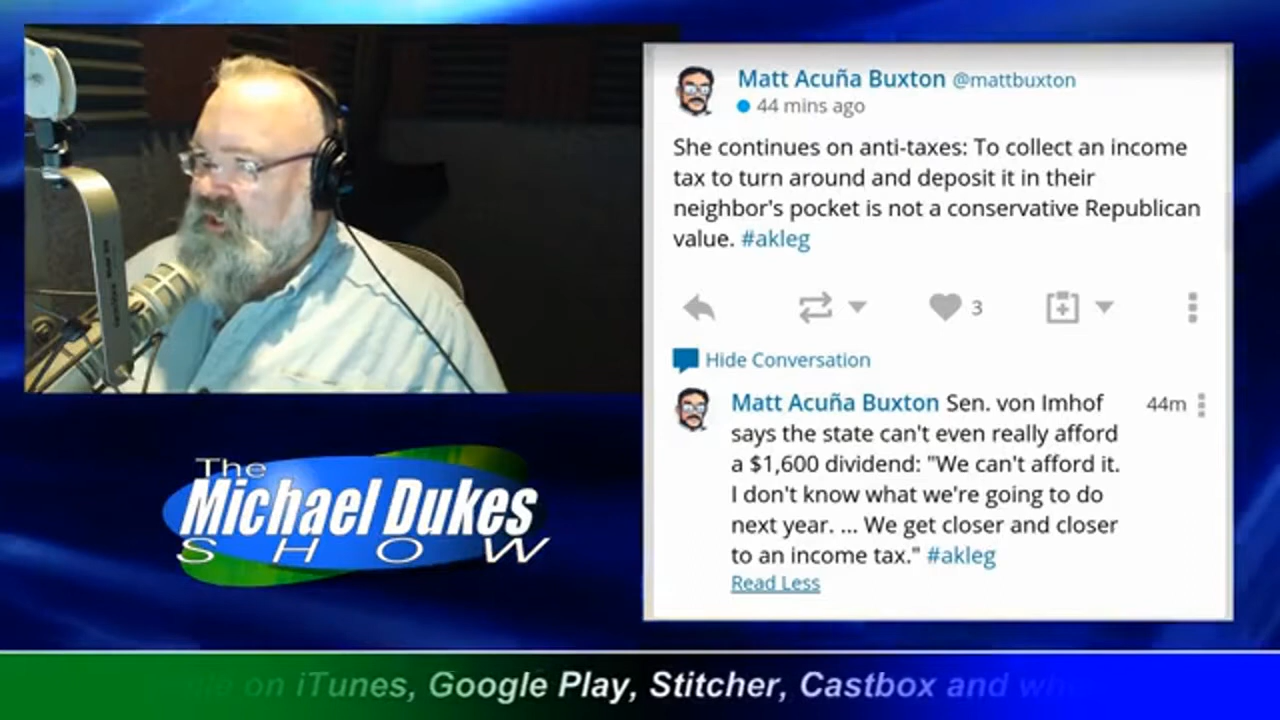 Matt Acuña Buxton @mattbuxton
44 mins ago
She continues on anti-taxes: To collect an income
tax to turn around and deposit it in their
neighbor's pocket is not a conservative Republican
value. #akleg
3
Hide Conversation
Matt Acuña Buxton Sen. von Imhof 44m
says the state can't even really afford
a $1,600 dividend: "We can't afford it.
I don't know what we're going to do
next year. ... We get closer and closer
to an income tax." #akleg
Read Less
The
Michael Dukes
SHOW
on iTunes, Google Play, Stitcher, Castbox and